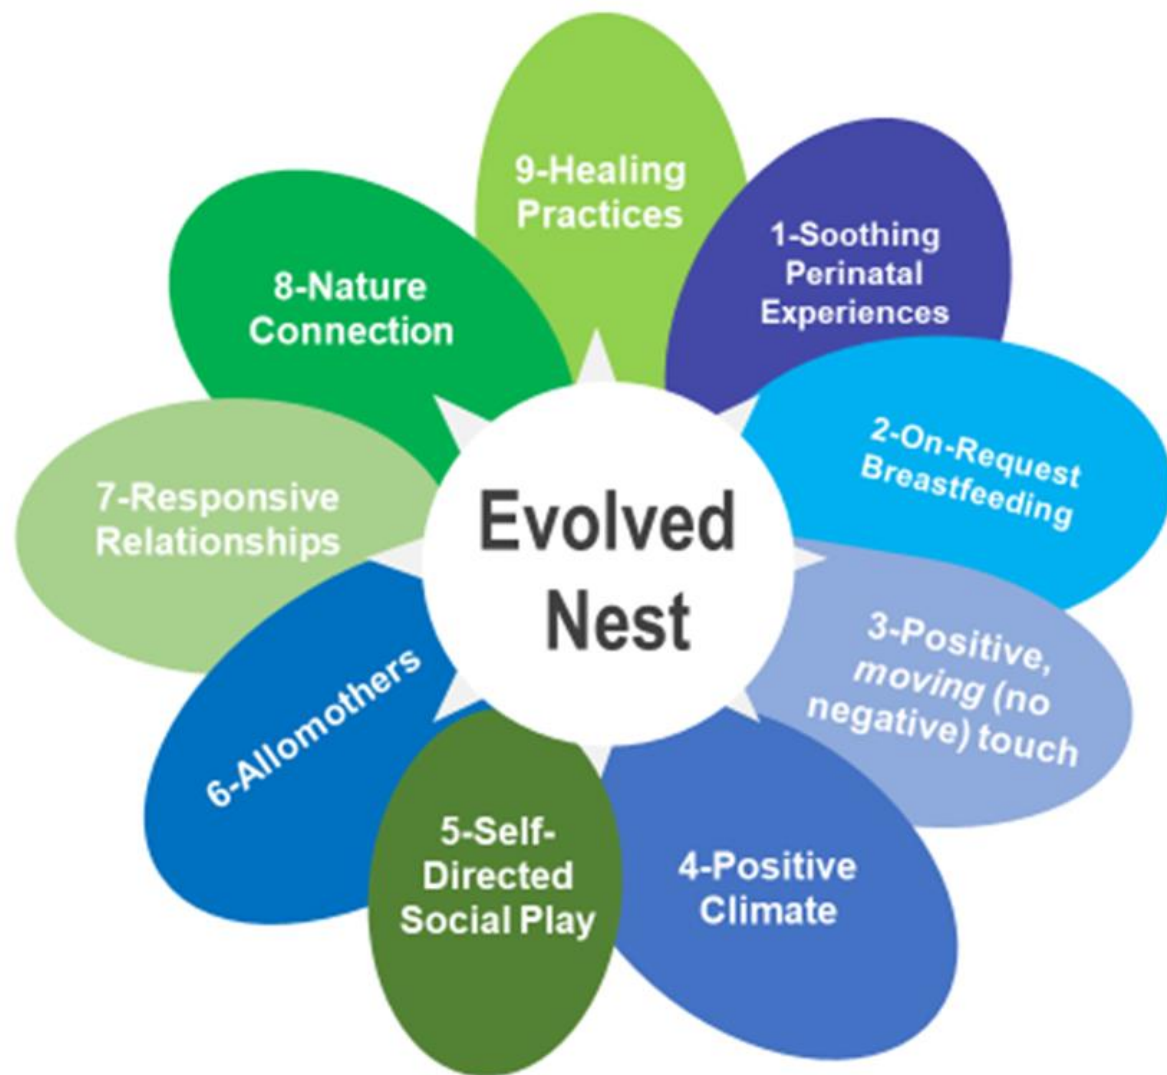 Evolved
Nest
1-Soothing
Perinatal
Experiences
2-On-Request
Breastfeeding
3-Positive,
moving (no
negative) touch
4-Positive
Climate
5-Self-
Directed
Social Play
6-Allomothers
7-Responsive
Relationships
8-Nature
Connection
9-Healing
Practices